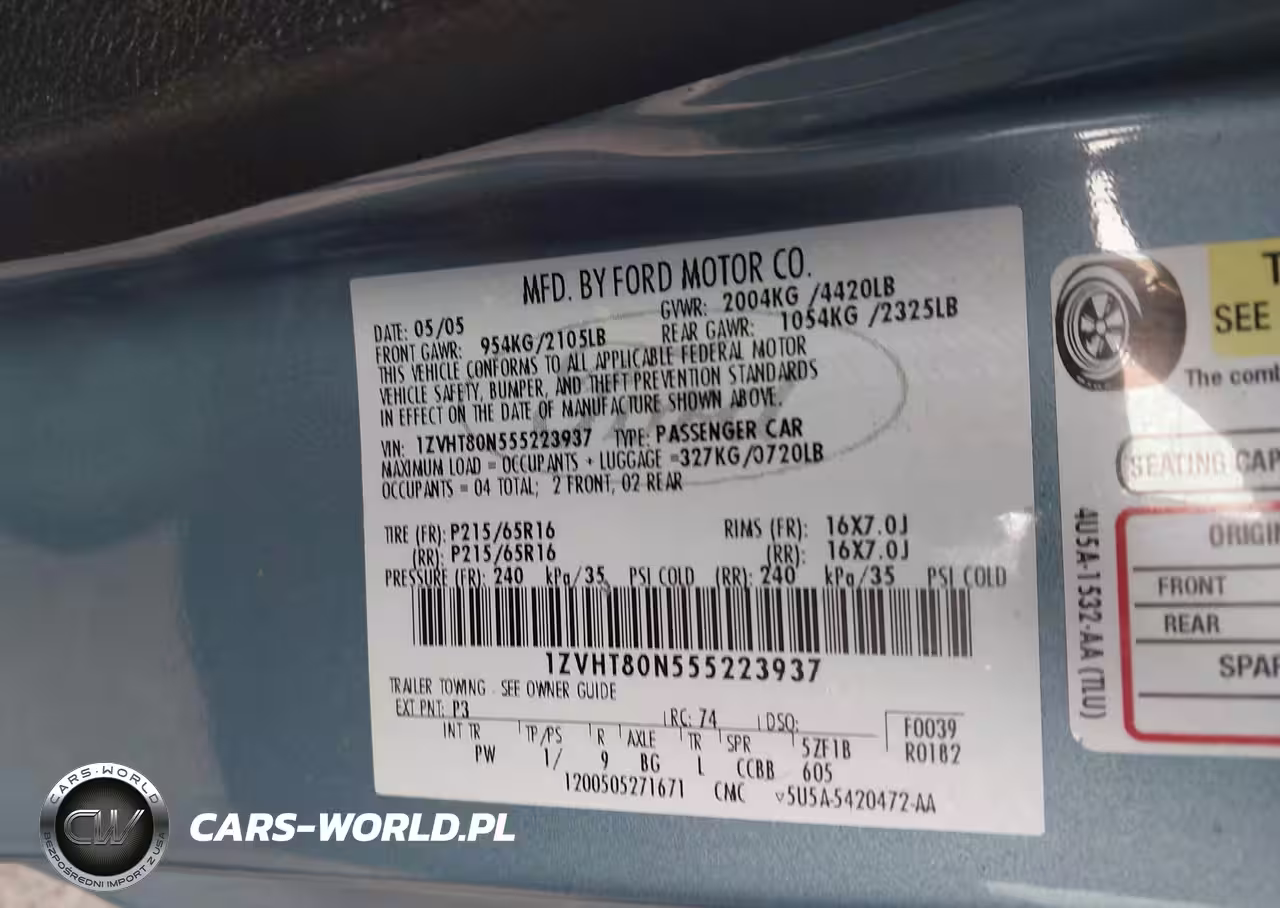 MFD. BY FORD MOTOR CO.
DATE: 05/05 GVWR: 2004KG /4420LB
FRONT GAWR: 954KG/2105LB REAR GAWR: 1054KG /2325LB
THIS VEHICLE CONFORMS TO ALL APPLICABLE FEDERAL MOTOR
VEHICLE SAFETY, BUMPER, AND THEFT PREVENTION STANDARDS
IN EFFECT ON THE DATE OF MANUFACTURE SHOWN ABOVE.
VIN: 1ZVHT80N555223937 TYPE: PASSENGER CAR
MAXIMUM LOAD = OCCUPANTS + LUGGAGE =327KG/0720LB
OCCUPANTS = 04 TOTAL; 2 FRONT, 02 REAR
TIRE (FR): P215/65R16 RIMS (FR): 16X7.0J
(RR): P215/65R16 (RR): 16X7.0J
PRESSURE (FR): 240 kPa/35 PSI COLD (RR): 240 kPa/35 PSI COLD
1ZVHT80N555223937
TRAILER TOWING - SEE OWNER GUIDE
EXT PNT: P3 RC: 74 DSO: F0039
INT TR TP/PS R AXLE TR SPR 5ZF1B R0182
PW 1/ 9 BG L CCBB 605
1200505271671 CMC v5U5A-5420472-AA
T
SEE
The comb
SEATING CAP
ORIGI
FRONT
REAR
SPAR
4U5A-1532-AA (TLU)
CARS-WORLD
CW
BEZPOŚREDNI IMPORT Z USA
CARS-WORLD.PL